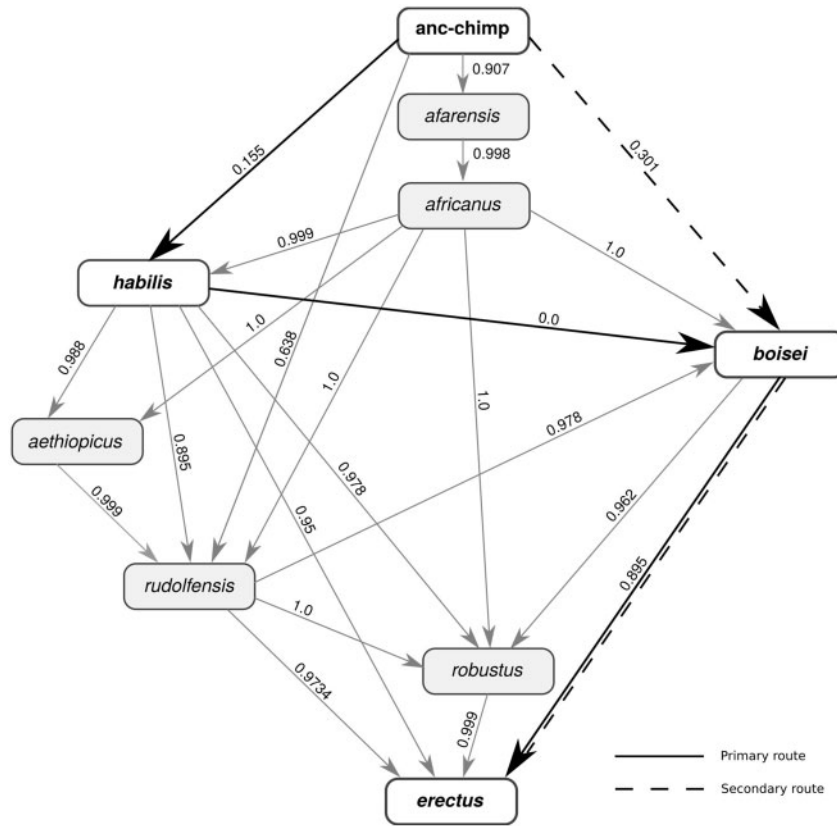 anc-chimp
0.907
afarensis
0.998
africanus
0.155
0.301
0.999
1.0
habilis
0.0
1.0
0.638
boisei
0.988
1.0
1.0
aethiopicus
0.895
0.978
0.978
0.999
0.95
0.962
rudolfensis
0.895
1.0
robustus
0.9734
0.999
Primary route
erectus
Secondary route